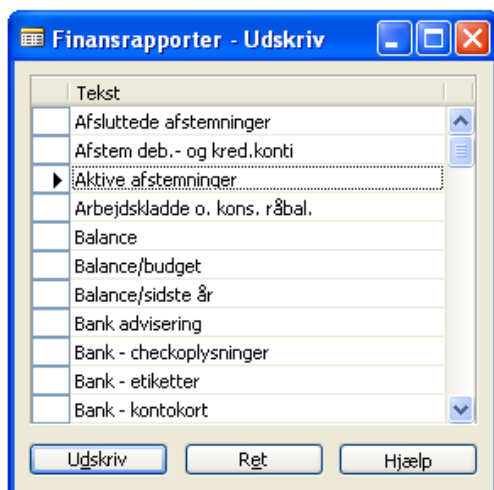 Finansrapporter - Udskriv
Tekst
Afsluttede afstemninger
Afstem deb.- og kred.konti
Aktive afstemninger
Arbejdskladde o. kons. råbal.
Balance
Balance/budget
Balance/sidste år
Bank advisering
Bank - checkoplysninger
Bank - etiketter
Bank - kontokort
Udskriv Ret Hjælp